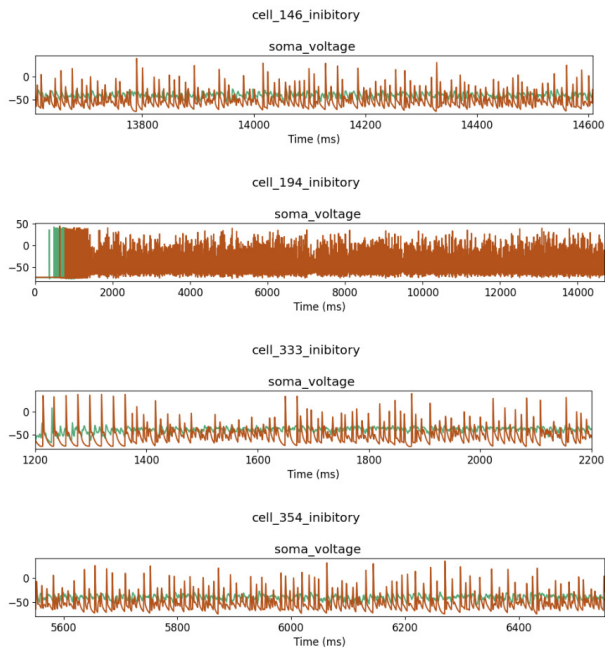 cell_146_inibitory
soma_voltage
0
−50
13800 14000 14200 14400 14600
Time (ms)
cell_194_inibitory
soma_voltage
50
0
−50
0 2000 4000 6000 8000 10000 12000 14000
Time (ms)
cell_333_inibitory
soma_voltage
0
−50
1200 1400 1600 1800 2000 2200
Time (ms)
cell_354_inibitory
soma_voltage
0
−50
5600 5800 6000 6200 6400
Time (ms)